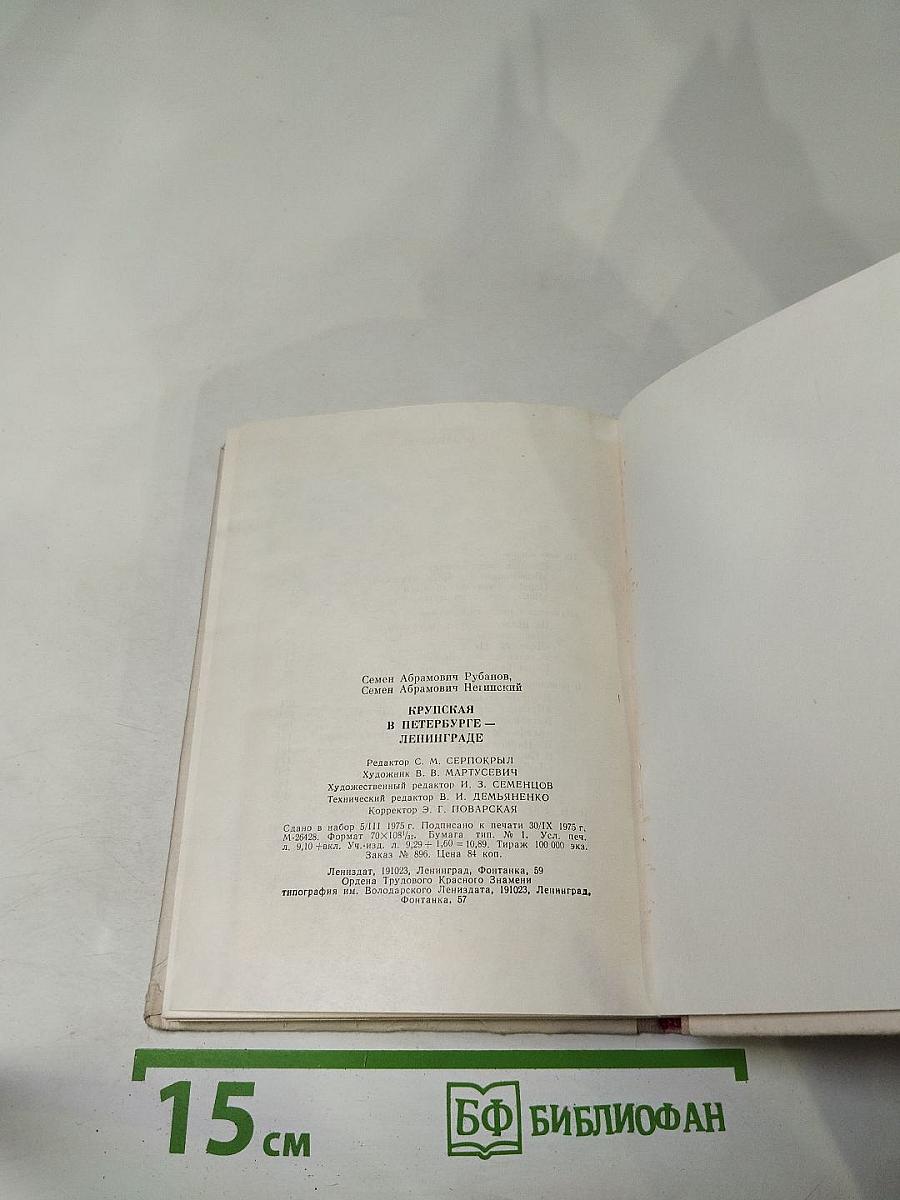 Семен Абрамович Рубанов,
Семен Абрамович Негинский
КРУПСКАЯ
В ПЕТЕРБУРГЕ —
ЛЕНИНГРАДЕ
Редактор С. М. СЕРПОКРЫЛ
Художник В. В. МАРТУСЕВИЧ
Художественный редактор И. З. СЕМЕНЦОВ
Технический редактор В. И. ДЕМЬЯНЕНКО
Корректор Э. Г. ПОВАРСКАЯ
Сдано в набор 5/III 1975 г. Подписано к печати 30/IX 1975 г.
М-26428. Формат 70×108¹/₃₂. Бумага тип. № 1. Усл. печ.
л. 9,10+вкл. Уч.-изд. л. 9,29+1,60=10,89. Тираж 100 000 экз.
Заказ № 896. Цена 84 коп.
Лениздат, 191023, Ленинград, Фонтанка, 59
Ордена Трудового Красного Знамени
типография им. Володарского Лениздата, 191023, Ленинград,
Фонтанка, 57
15 см
БФ БИБЛИОФАН